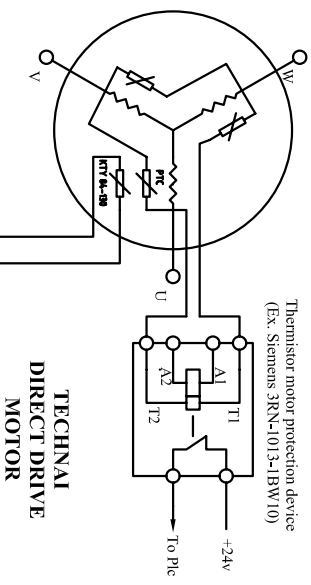 W
V
PTC
KTY 84-130
U
Thermistor motor protection device
(Ex. Siemens 3RN-1013-1BW10)
A1
T1
A2
T2
+24v
To Plc
TECHNAI
DIRECT DRIVE
MOTOR